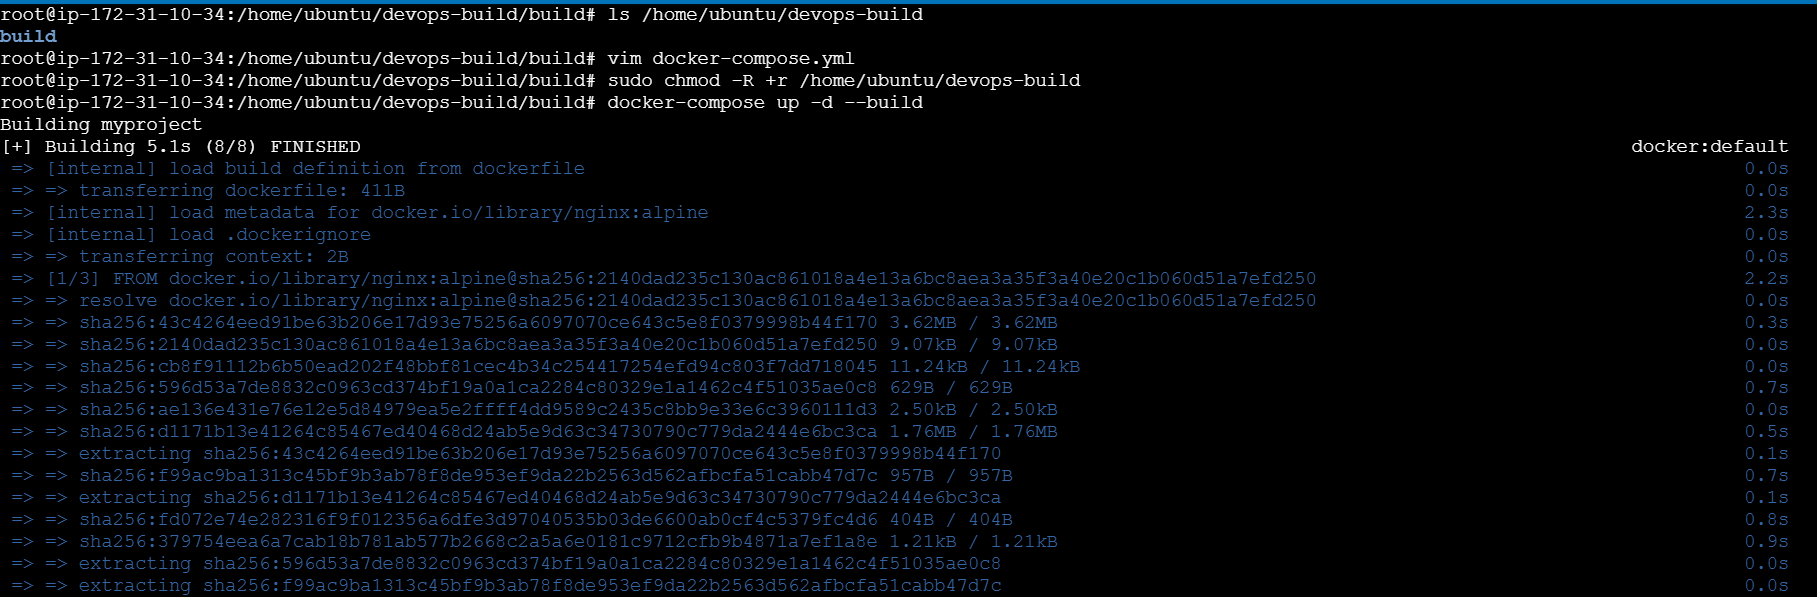 root@ip-172-31-10-34:/home/ubuntu/devops-build/build# ls /home/ubuntu/devops-build
build
root@ip-172-31-10-34:/home/ubuntu/devops-build/build# vim docker-compose.yml
root@ip-172-31-10-34:/home/ubuntu/devops-build/build# sudo chmod -R +r /home/ubuntu/devops-build
root@ip-172-31-10-34:/home/ubuntu/devops-build/build# docker-compose up -d --build
Building myproject
[+] Building 5.1s (8/8) FINISHED docker:default
=> [internal] load build definition from dockerfile 0.0s
=> => transferring dockerfile: 411B 0.0s
=> [internal] load metadata for docker.io/library/nginx:alpine 2.3s
=> [internal] load .dockerignore 0.0s
=> => transferring context: 2B 0.0s
=> [1/3] FROM docker.io/library/nginx:alpine@sha256:2140dad235c130ac861018a4e13a6bc8aea3a35f3a40e20c1b060d51a7efd250 2.2s
=> => resolve docker.io/library/nginx:alpine@sha256:2140dad235c130ac861018a4e13a6bc8aea3a35f3a40e20c1b060d51a7efd250 0.0s
=> => sha256:43c4264eed91be63b206e17d93e75256a6097070ce643c5e8f0379998b44f170 3.62MB / 3.62MB 0.3s
=> => sha256:2140dad235c130ac861018a4e13a6bc8aea3a35f3a40e20c1b060d51a7efd250 9.07kB / 9.07kB 0.0s
=> => sha256:cb8f91112b6b50ead202f48bbf81cec4b34c254417254efd94c803f7dd718045 11.24kB / 11.24kB 0.0s
=> => sha256:596d53a7de8832c0963cd374bf19a0a1ca2284c80329e1a1462c4f51035ae0c8 629B / 629B 0.7s
=> => sha256:ae136e431e76e12e5d84979ea5e2ffff4dd9589c2435c8bb9e33e6c3960111d3 2.50kB / 2.50kB 0.0s
=> => sha256:d1171b13e41264c85467ed40468d24ab5e9d63c34730790c779da2444e6bc3ca 1.76MB / 1.76MB 0.5s
=> => extracting sha256:43c4264eed91be63b206e17d93e75256a6097070ce643c5e8f0379998b44f170 0.1s
=> => sha256:f99ac9ba1313c45bf9b3ab78f8de953ef9da22b2563d562afbcfa51cabb47d7c 957B / 957B 0.7s
=> => extracting sha256:d1171b13e41264c85467ed40468d24ab5e9d63c34730790c779da2444e6bc3ca 0.1s
=> => sha256:fd072e74e282316f9f012356a6dfe3d97040535b03de6600ab0cf4c5379fc4d6 404B / 404B 0.8s
=> => sha256:379754eea6a7cab18b781ab577b2668c2a5a6e0181c9712cfb9b4871a7ef1a8e 1.21kB / 1.21kB 0.9s
=> => extracting sha256:596d53a7de8832c0963cd374bf19a0a1ca2284c80329e1a1462c4f51035ae0c8 0.0s
=> => extracting sha256:f99ac9ba1313c45bf9b3ab78f8de953ef9da22b2563d562afbcfa51cabb47d7c 0.0s